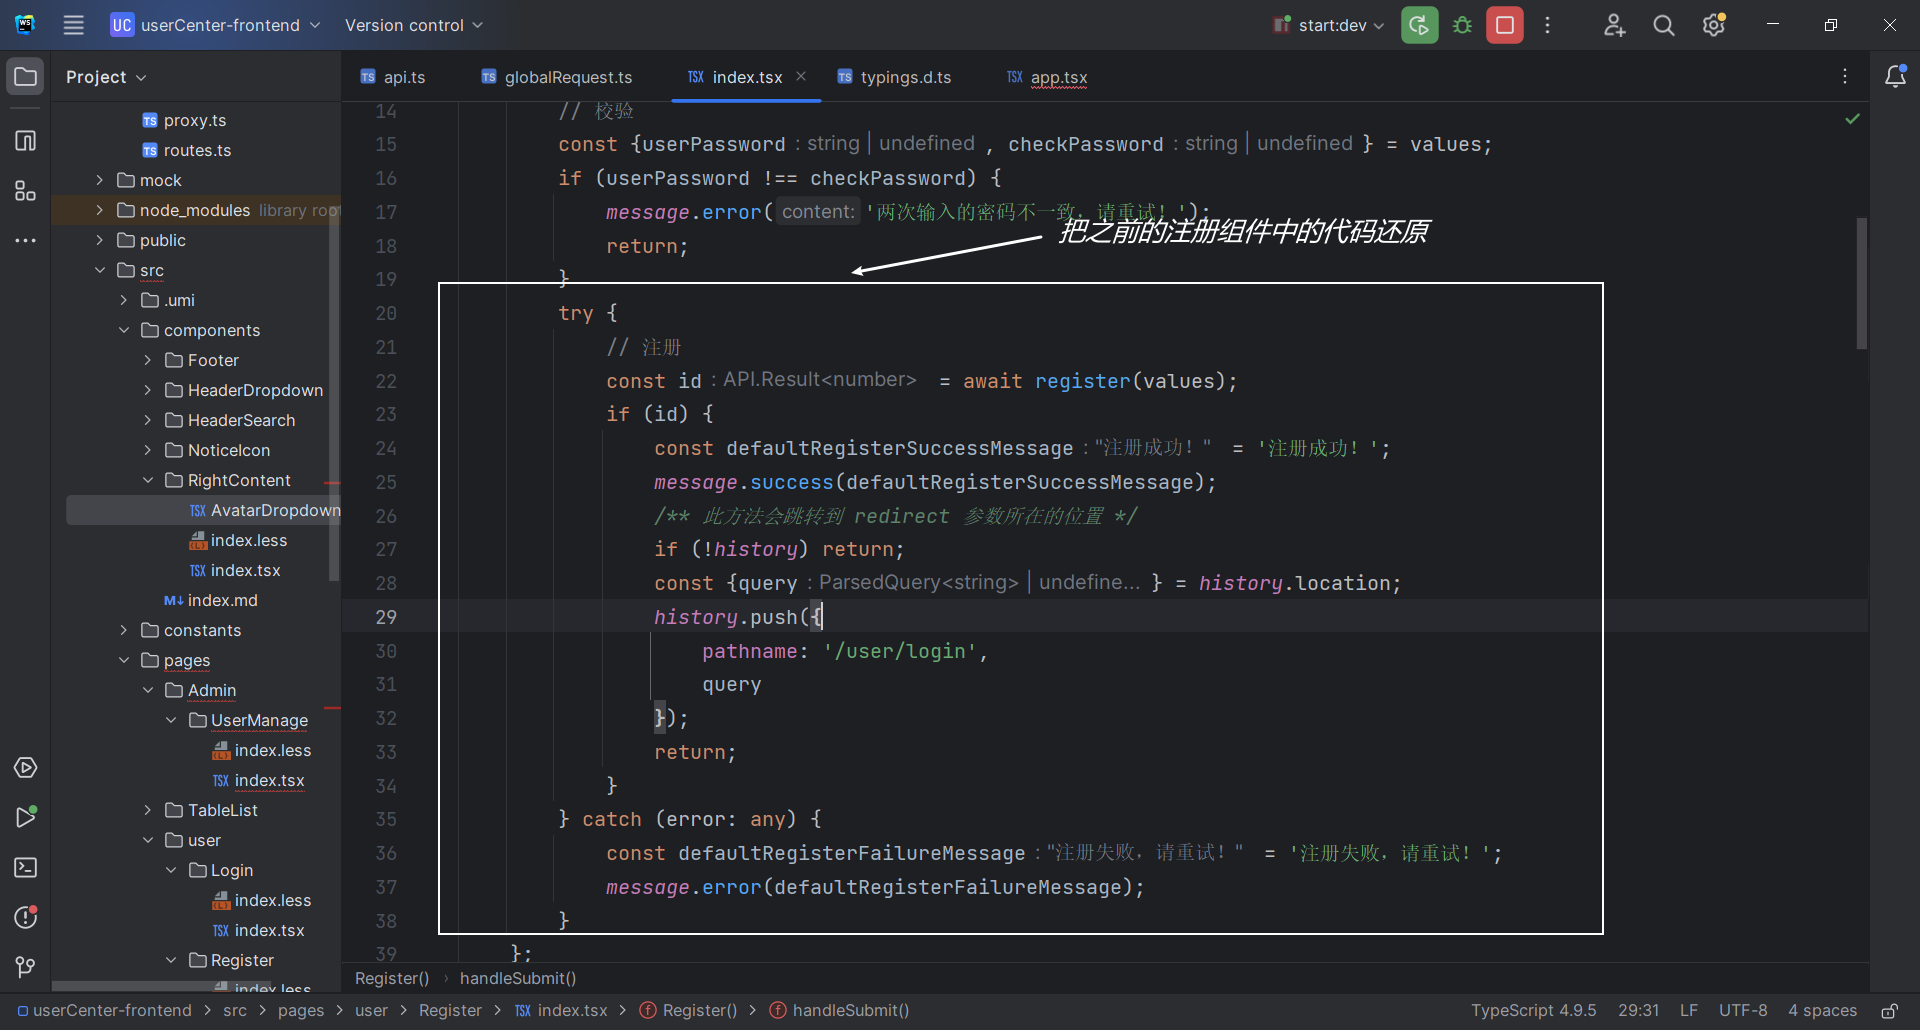 UC userCenter-frontend Version control start:dev
Project
api.ts globalRequest.ts index.tsx typings.d.ts app.tsx
proxy.ts
routes.ts
mock
node_modules library root
public
src
.umi
components
Footer
HeaderDropdown
HeaderSearch
NoticeIcon
RightContent
AvatarDropdown
index.less
index.tsx
index.md
constants
pages
Admin
UserManage
index.less
index.tsx
TableList
user
Login
index.less
index.tsx
Register
index.less
14 // 校验
15 const {userPassword : string | undefined , checkPassword : string | undefined } = values;
16 if (userPassword !== checkPassword) {
17 message.error( content: '两次输入的密码不一致，请重试！');
把之前的注册组件中的代码还原
18 return;
19 }
20 try {
21 // 注册
22 const id : API.Result<number> = await register(values);
23 if (id) {
24 const defaultRegisterSuccessMessage : "注册成功！" = '注册成功！';
25 message.success(defaultRegisterSuccessMessage);
26 /** 此方法会跳转到 redirect 参数所在的位置 */
27 if (!history) return;
28 const {query : ParsedQuery<string> | undefine... } = history.location;
29 history.push({
30 pathname: '/user/login',
31 query
32 });
33 return;
34 }
35 } catch (error: any) {
36 const defaultRegisterFailureMessage : "注册失败，请重试！" = '注册失败，请重试！';
37 message.error(defaultRegisterFailureMessage);
38 }
39 };
Register() › handleSubmit()
userCenter-frontend > src > pages > user > Register > TSX index.tsx > Register() > handleSubmit() TypeScript 4.9.5 29:31 LF UTF-8 4 spaces